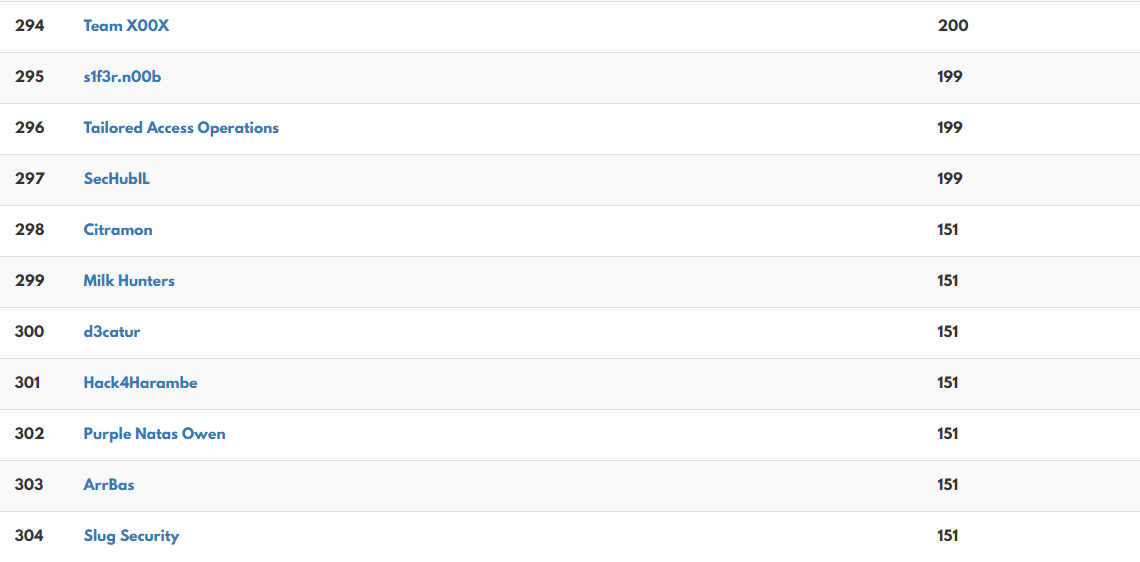 294 Team X00X 200
295 s1f3r.n00b 199
296 Tailored Access Operations 199
297 SecHubIL 199
298 Citramon 151
299 Milk Hunters 151
300 d3catur 151
301 Hack4Harambe 151
302 Purple Natas Owen 151
303 ArrBas 151
304 Slug Security 151